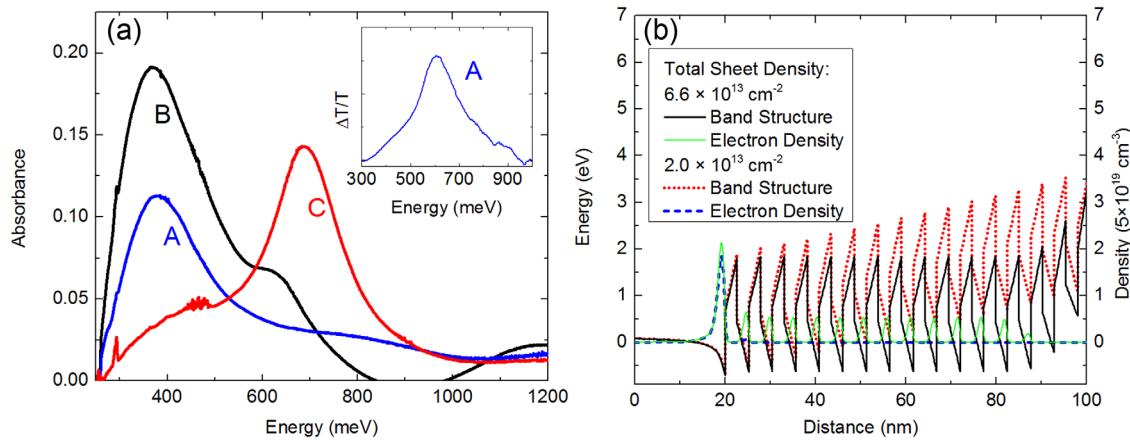 (a)
0.20
0.15
0.10
0.05
0.00
Absorbance
400
600
800
1000
1200
Energy (meV)
B
A
C
A
ΔT/T
300
500
700
900
Energy (meV)
(b)
7
6
5
4
3
2
1
0
Energy (eV)
Total Sheet Density:
6.6 × 10¹³ cm⁻²
Band Structure
Electron Density
2.0 × 10¹³ cm⁻²
Band Structure
Electron Density
0
20
40
60
80
100
Distance (nm)
7
6
5
4
3
2
1
0
Density (5×10¹⁹ cm⁻³)